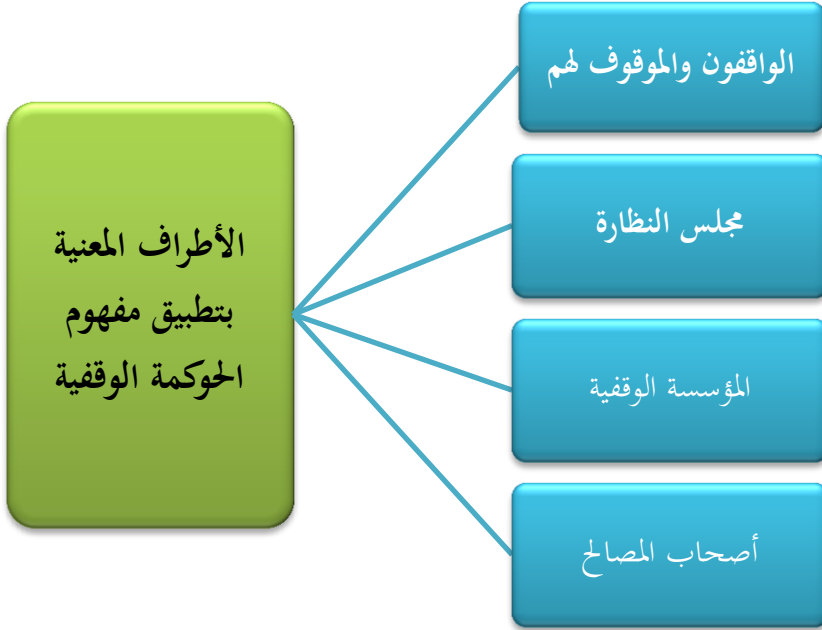 الأطراف المعنية
بتطبيق مفهوم
الحوكمة الوقفية
الواقفون والموقوف لهم
مجلس النظارة
المؤسسة الوقفية
أصحاب المصالح